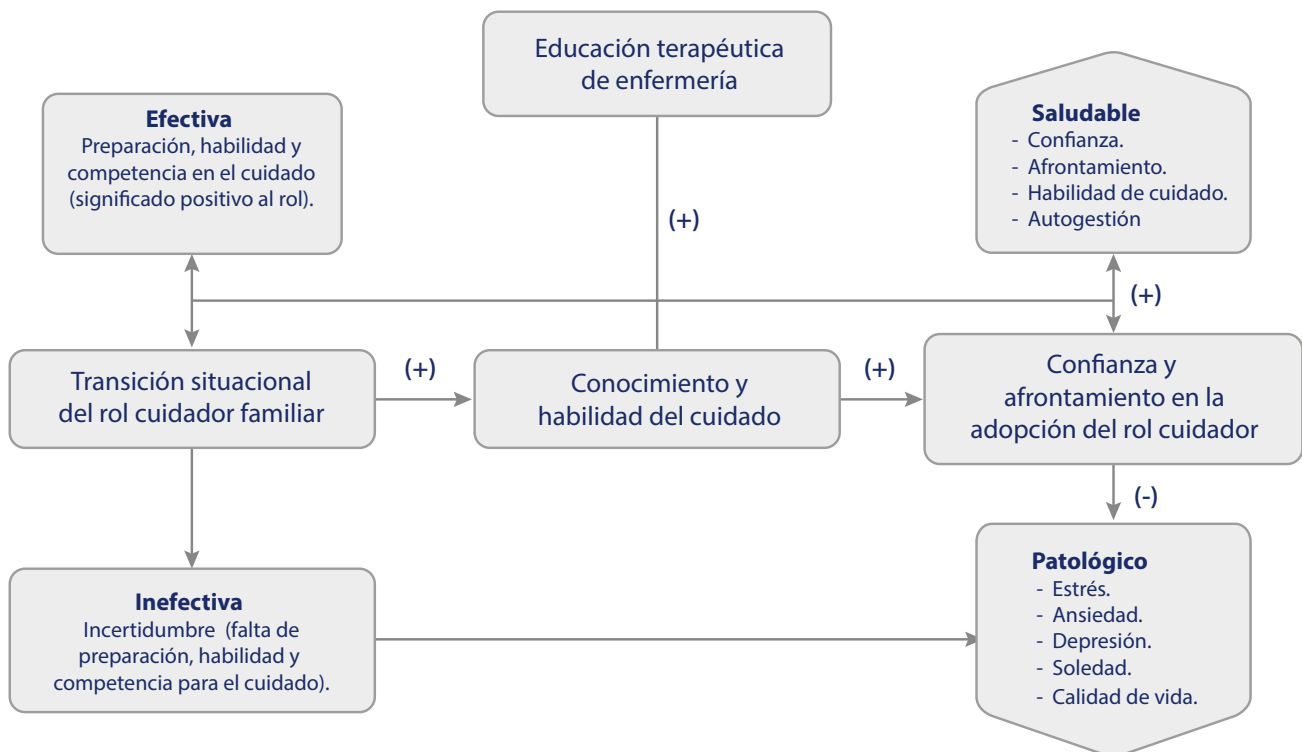 Educación terapéutica
de enfermería
Efectiva
Preparación, habilidad y
competencia en el cuidado
(significado positivo al rol).
Saludable
- Confianza.
- Afrontamiento.
- Habilidad de cuidado.
- Autogestión
(+)
(+)
Transición situacional
del rol cuidador familiar
(+)
Conocimiento y
habilidad del cuidado
(+)
Confianza y
afrontamiento en la
adopción del rol cuidador
(-)
Inefectiva
Incertidumbre (falta de
preparación, habilidad y
competencia para el cuidado).
Patológico
- Estrés.
- Ansiedad.
- Depresión.
- Soledad.
- Calidad de vida.